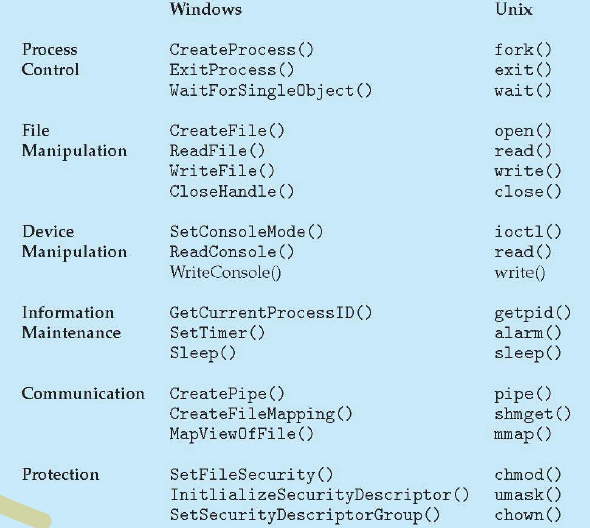 Windows Unix
Process CreateProcess() fork()
Control ExitProcess() exit()
WaitForSingleObject() wait()
File CreateFile() open()
Manipulation ReadFile() read()
WriteFile() write()
CloseHandle() close()
Device SetConsoleMode() ioctl()
Manipulation ReadConsole() read()
WriteConsole() write()
Information GetCurrentProcessID() getpid()
Maintenance SetTimer() alarm()
Sleep() sleep()
Communication CreatePipe() pipe()
CreateFileMapping() shmget()
MapViewOfFile() mmap()
Protection SetFileSecurity() chmod()
InitlializeSecurityDescriptor() umask()
SetSecurityDescriptorGroup() chown()